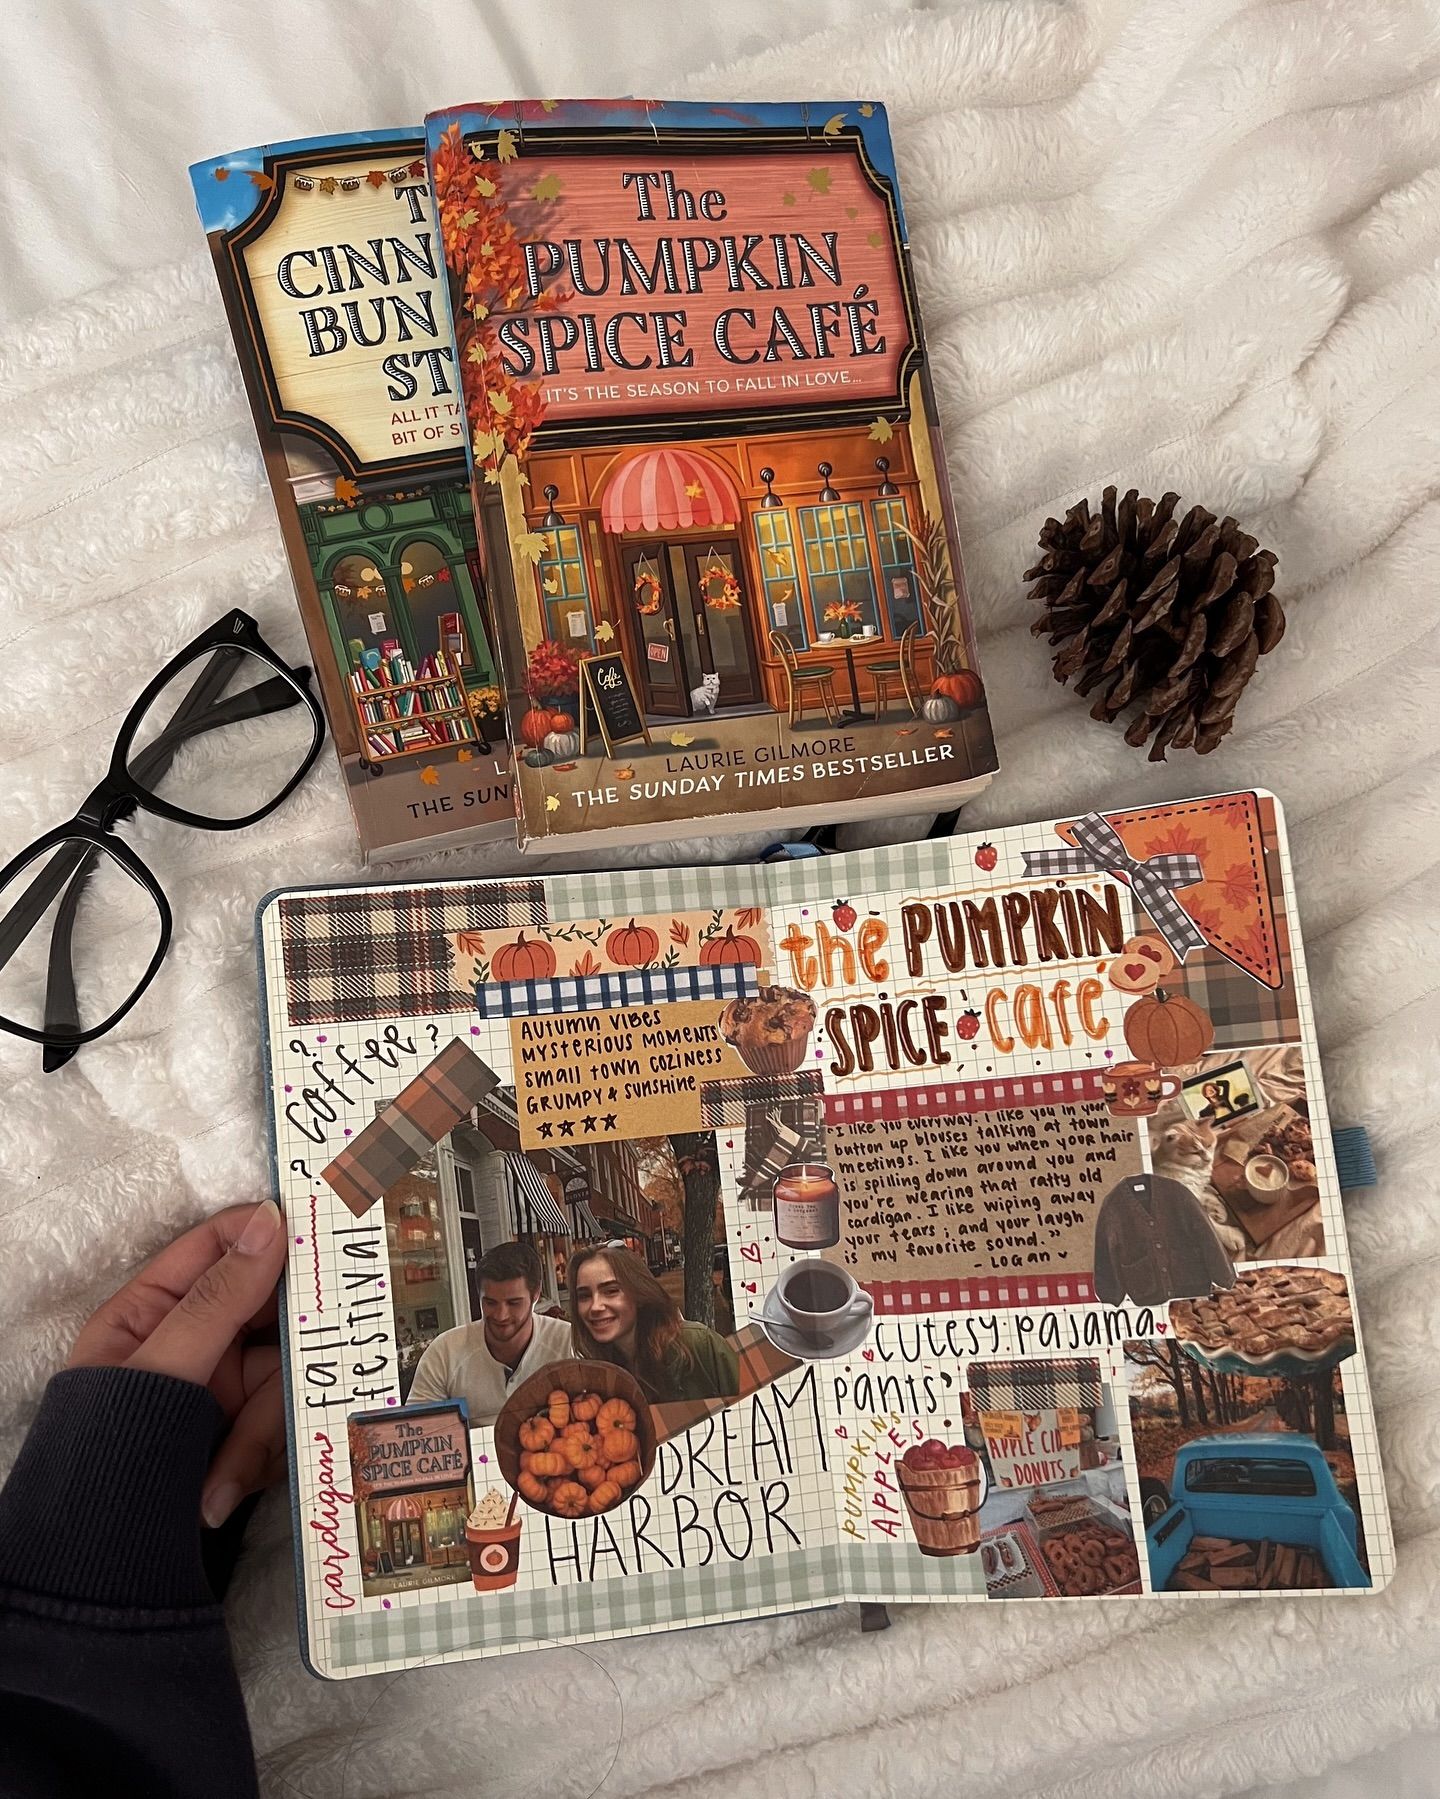 T
CINN
BUN
ST
ALL IT TA
BIT OF S
L
THE SUN
The
PUMPKIN
SPICE CAFÉ
IT'S THE SEASON TO FALL IN LOVE...
OPEN
Café
LAURIE GILMORE
THE SUNDAY TIMES BESTSELLER
? Coffee ?
AUTUMN VIBES
MYSTERIOUS MOMENTS
SMALL TOWN COZINESS
GRUMPY & SUNSHINE
fall
festival
cardigan
The
PUMPKIN
SPICE CAFÉ
LAURIE GILMORE
DREAM
HARBOR
the PUMPKIN
SPICE café
"I like you everyway. I like you in your
button up blouses talking at town
meetings. I like you when your hair
is spilling down around you and
you're wearing that ratty old
cardigan. I like wiping away
your tears ; and your laugh
is my favorite sound."
- LOGAN
cutesy pajama
pants
PUMPKINS
APPLES
APPLE CID
DONUTS